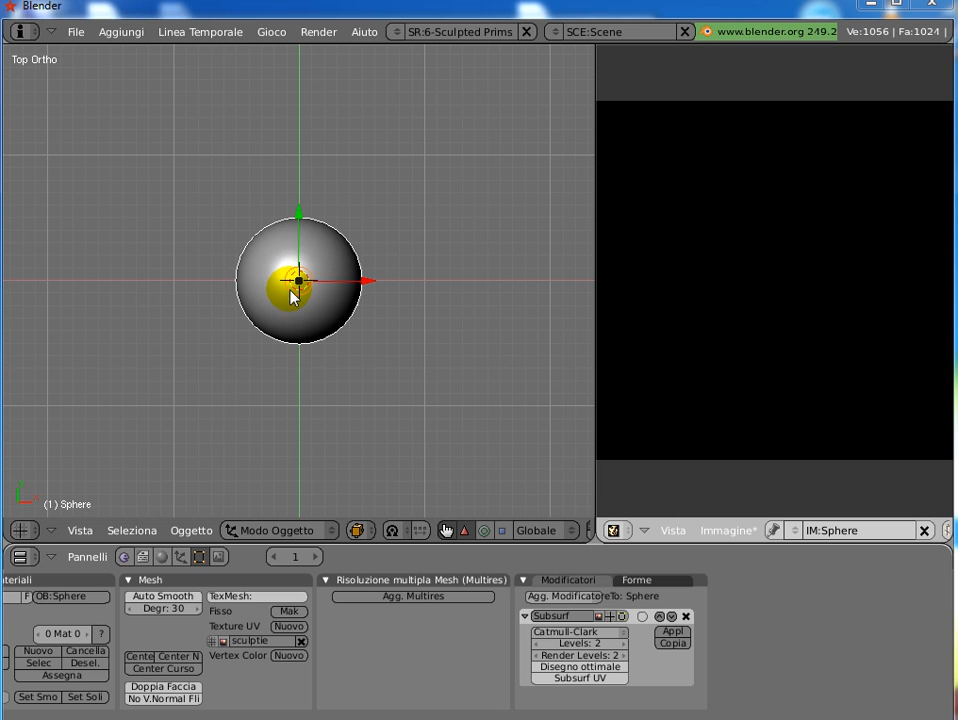 Blender
File Aggiungi Linea Temporale Gioco Render Aiuto SR:6-Sculpted Prims SCE:Scene www.blender.org 249.2 Ve:1056 | Fa:1024 |
Top Ortho
(1) Sphere
Vista Seleziona Oggetto Modo Oggetto Globale Vista Immagine* IM:Sphere
Pannelli 1
teriali Mesh Risoluzione multipla Mesh (Multires) Modificatori Forme
F OB:Sphere Auto Smooth TexMesh: Agg. Multires Agg. Modificatore To: Sphere
Degr: 30 Fisso Mak
Subsurf
Texture UV Nuovo
0 Mat 0 ? sculptie Catmull-Clark Appl
Levels: 2 Copia
Nuovo Cancella Cente Center N Vertex Color Nuovo Render Levels: 2
Selec Desel. Center Curso Disegno ottimale
Assegna Subsurf UV
Doppia Faccia
Set Smo Set Soli No V.Normal Fli